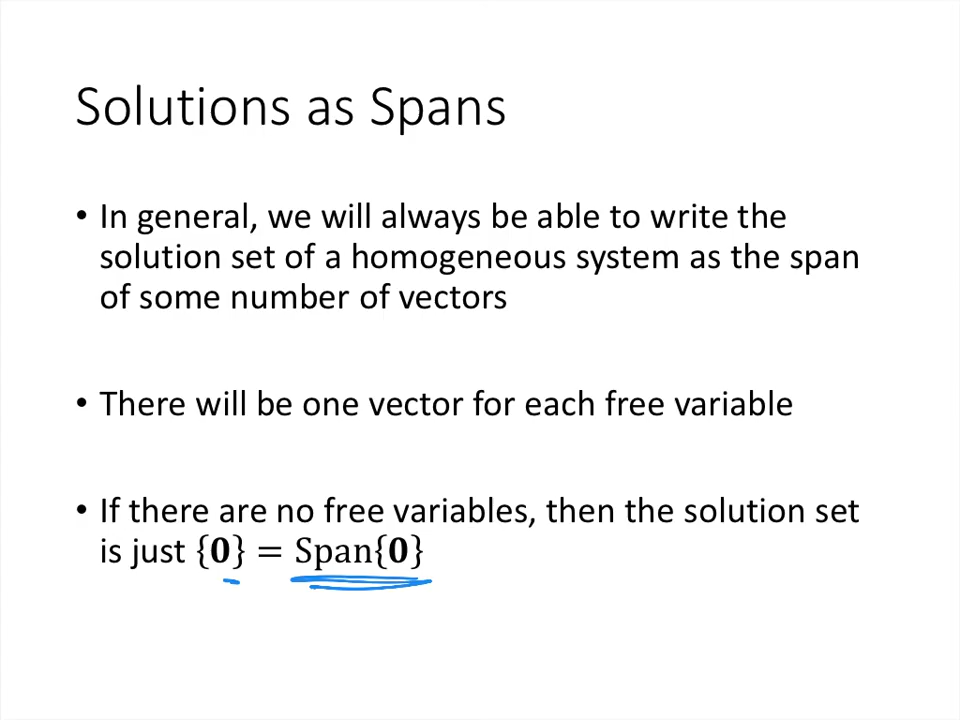 Solutions as Spans
• In general, we will always be able to write the
solution set of a homogeneous system as the span
of some number of vectors
• There will be one vector for each free variable
• If there are no free variables, then the solution set
is just {𝟎} = Span{𝟎}